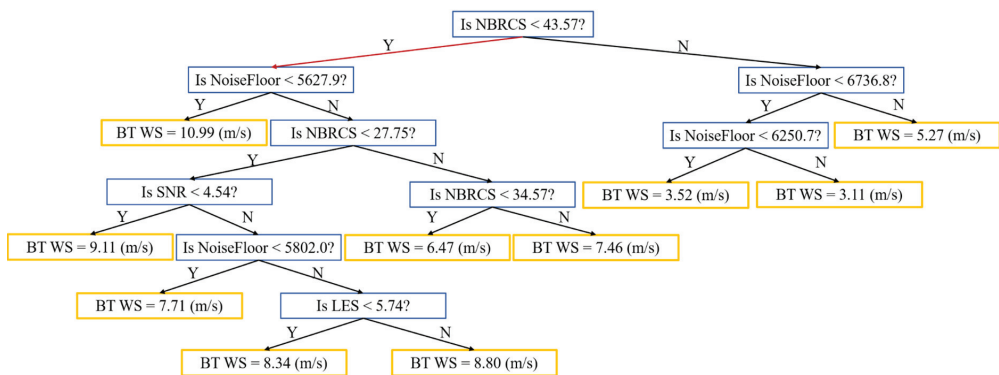 Is NBRCS < 43.57?
Y
N
Is NoiseFloor < 5627.9?
Is NoiseFloor < 6736.8?
Y
N
Y
N
BT WS = 10.99 (m/s)
Is NBRCS < 27.75?
Is NoiseFloor < 6250.7?
BT WS = 5.27 (m/s)
Y
N
Y
N
Is SNR < 4.54?
Is NBRCS < 34.57?
BT WS = 3.52 (m/s)
BT WS = 3.11 (m/s)
Y
N
Y
N
BT WS = 9.11 (m/s)
Is NoiseFloor < 5802.0?
BT WS = 6.47 (m/s)
BT WS = 7.46 (m/s)
Y
N
BT WS = 7.71 (m/s)
Is LES < 5.74?
Y
N
BT WS = 8.34 (m/s)
BT WS = 8.80 (m/s)